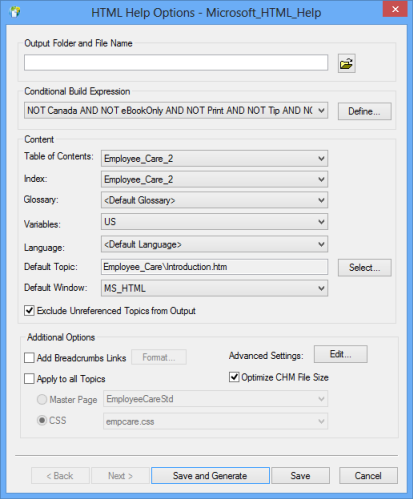 HTML Help Options - Microsoft_HTML_Help
Output Folder and File Name
Conditional Build Expression
NOT Canada AND NOT eBookOnly AND NOT Print AND NOT Tip AND NO
Define...
Content
Table of Contents: Employee_Care_2
Index: Employee_Care_2
Glossary: <Default Glossary>
Variables: US
Language: <Default Language>
Default Topic: Employee_Care\Introduction.htm Select...
Default Window: MS_HTML
Exclude Unreferenced Topics from Output
Additional Options
Add Breadcrumbs Links Format... Advanced Settings: Edit...
Apply to all Topics Optimize CHM File Size
Master Page EmployeeCareStd
CSS empcare.css
< Back Next > Save and Generate Save Cancel